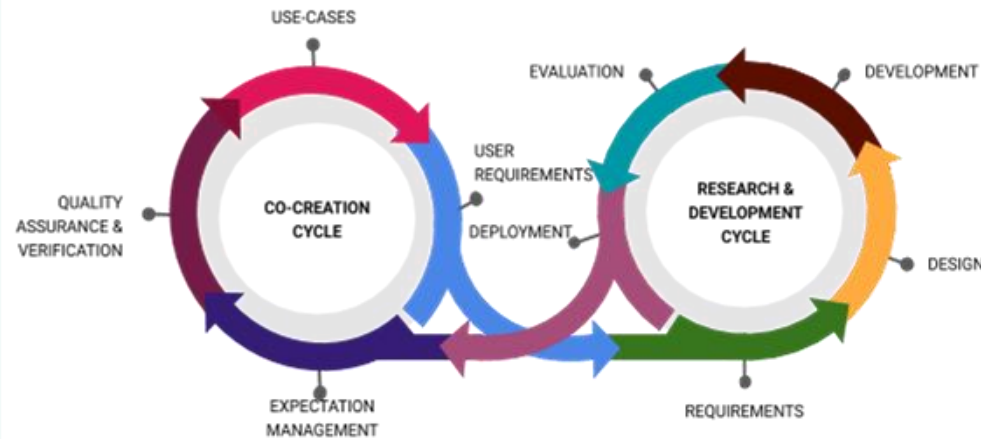 USE-CASES
EVALUATION
DEVELOPMENT
USER
REQUIREMENTS
QUALITY
ASSURANCE &
VERIFICATION
CO-CREATION
CYCLE
RESEARCH &
DEVELOPMENT
CYCLE
DEPLOYMENT
DESIGN
EXPECTATION
MANAGEMENT
REQUIREMENTS